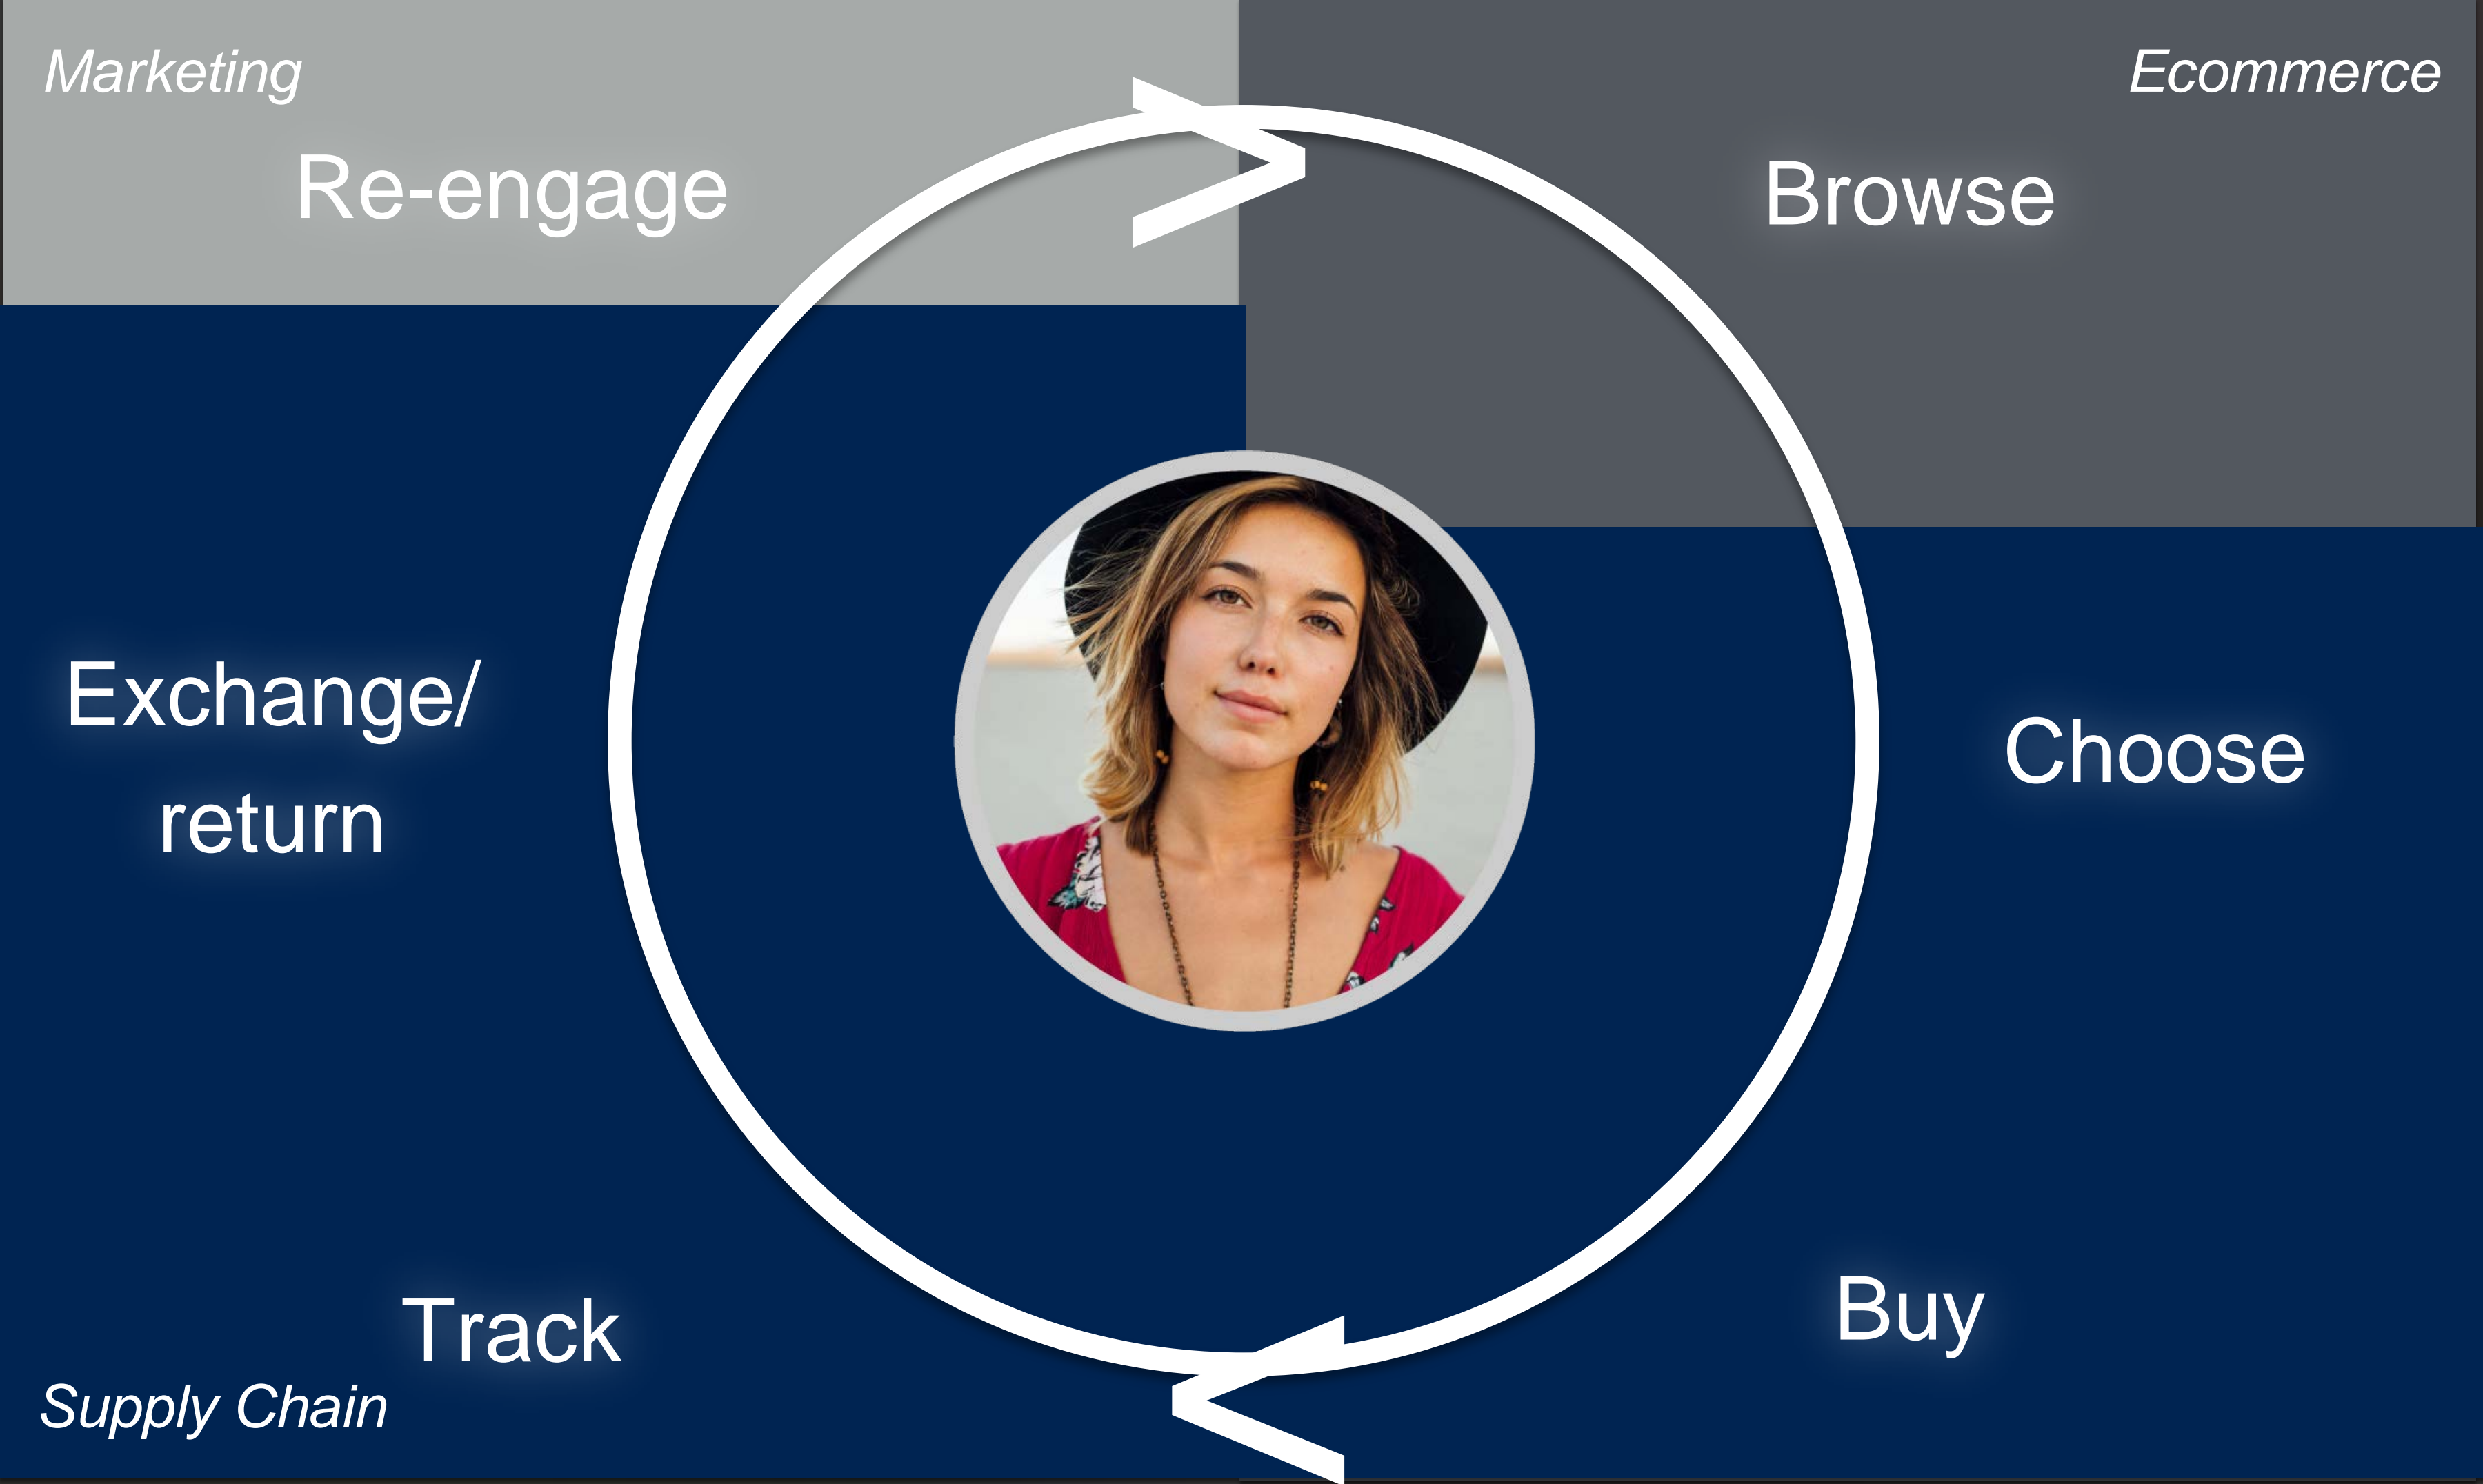 Marketing
Ecommerce
Re-engage
Browse
Exchange/
return
Choose
Track
Buy
Supply Chain